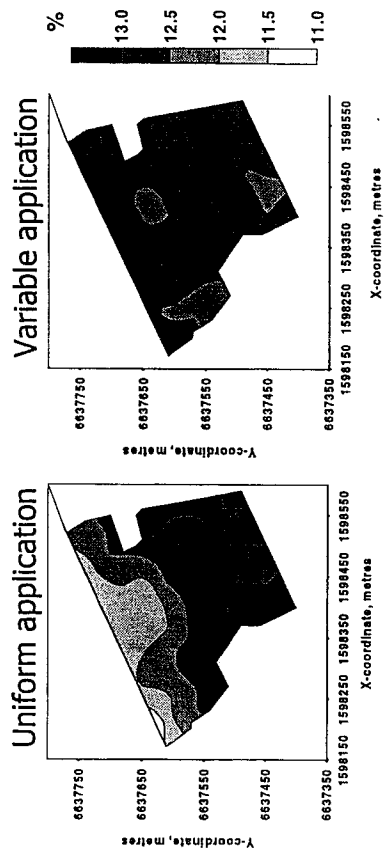 Uniform application
Y-coordinate, metres
6637750
6637650
6637550
6637450
6637350
1598150 1598250 1598350 1598450 1598550
X-coordinate, metres
Variable application
Y-coordinate, metres
6637750
6637650
6637550
6637450
6637350
1598150 1598250 1598350 1598450 1598550
X-coordinate, metres
%
13.0
12.5
12.0
11.5
11.0